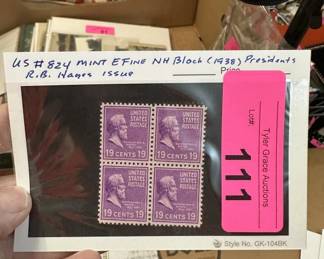 US #824 MINT EFINE NH Block (1938) Presidents
R.B. Hayes issue
Price
UNITED STATES POSTAGE
19 CENTS 19
UNITED STATES POSTAGE
19 CENTS 19
UNITED STATES POSTAGE
19 CENTS 19
UNITED STATES POSTAGE
19 CENTS 19
Lot#:
111
Tyler Grace Auctions
Style No. GK-104BK